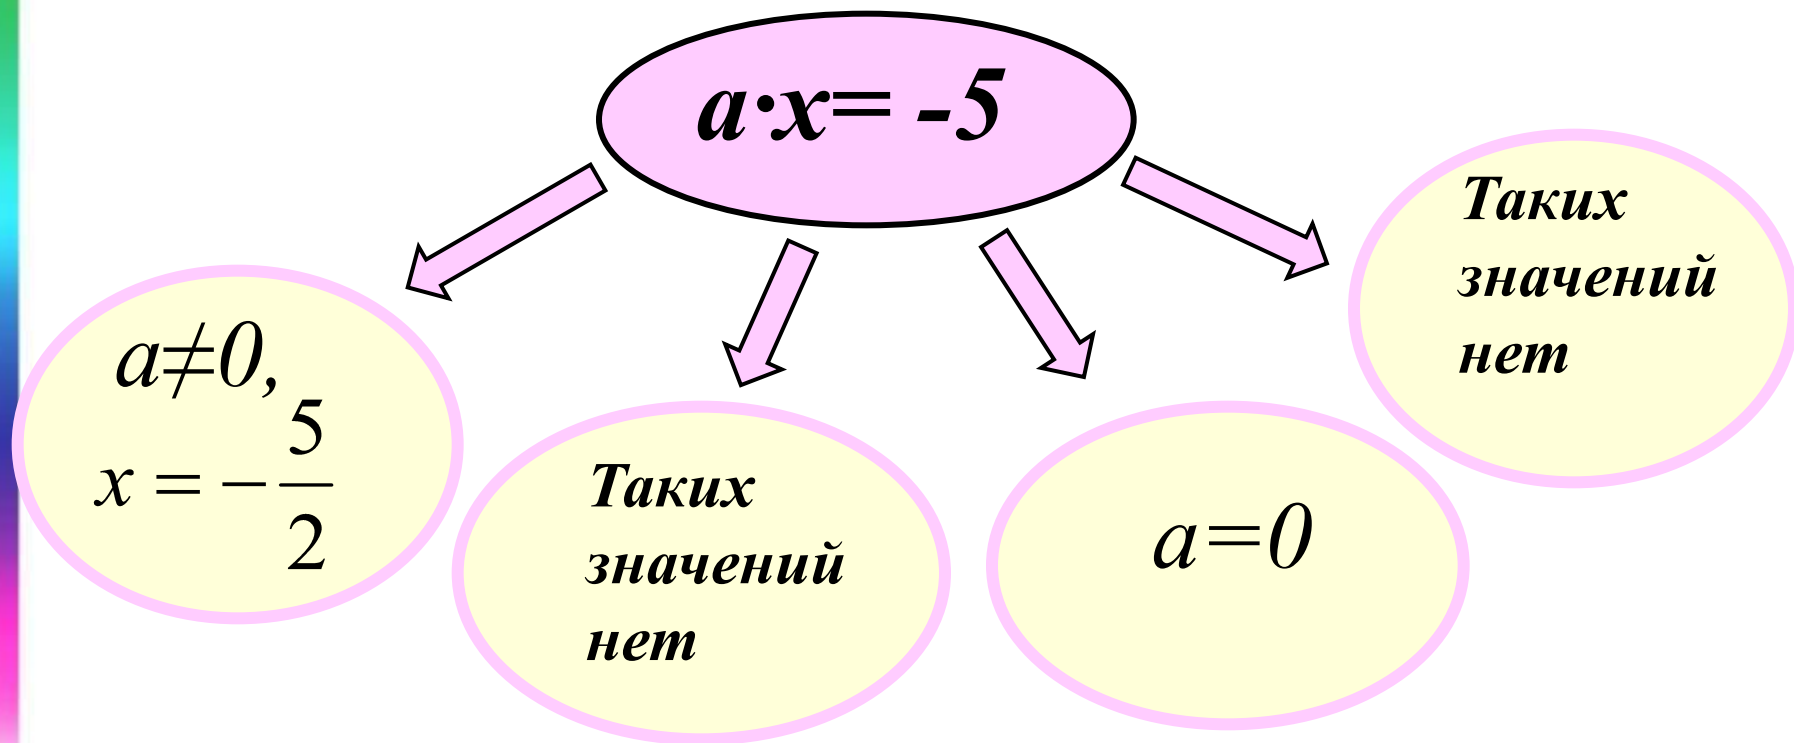 a·x= -5
a≠0,
x = −5/2
Таких
значений
нет
a=0
Таких
значений
нет